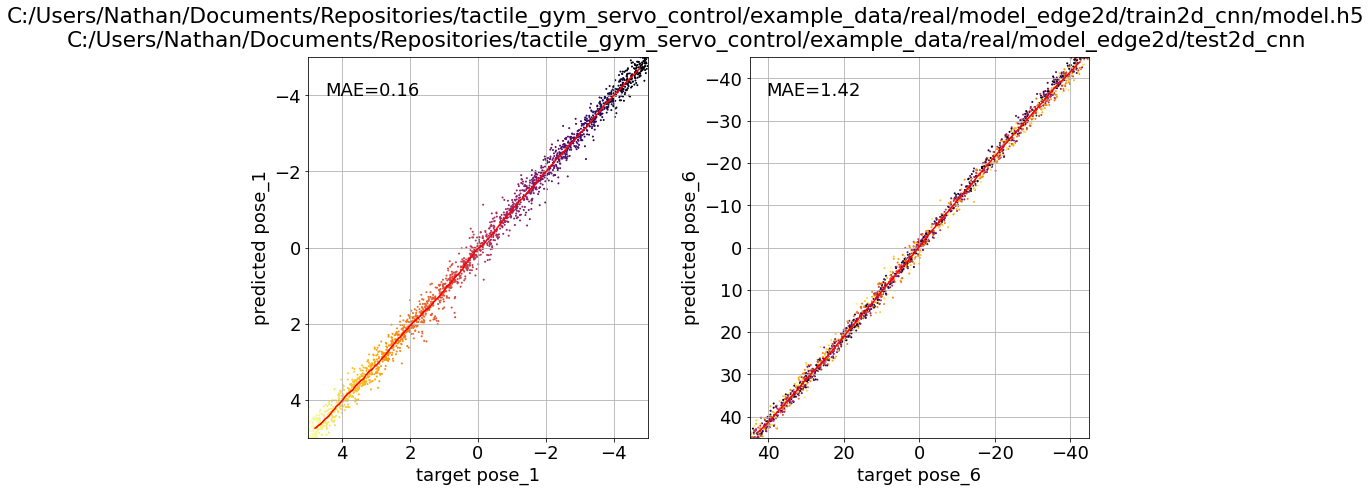 C:/Users/Nathan/Documents/Repositories/tactile_gym_servo_control/example_data/real/model_edge2d/train2d_cnn/model.h5
C:/Users/Nathan/Documents/Repositories/tactile_gym_servo_control/example_data/real/model_edge2d/test2d_cnn
MAE=0.16
predicted pose_1
−4
−2
0
2
4
4 2 0 −2 −4
target pose_1
MAE=1.42
predicted pose_6
−40
−30
−20
−10
0
10
20
30
40
40 20 0 −20 −40
target pose_6